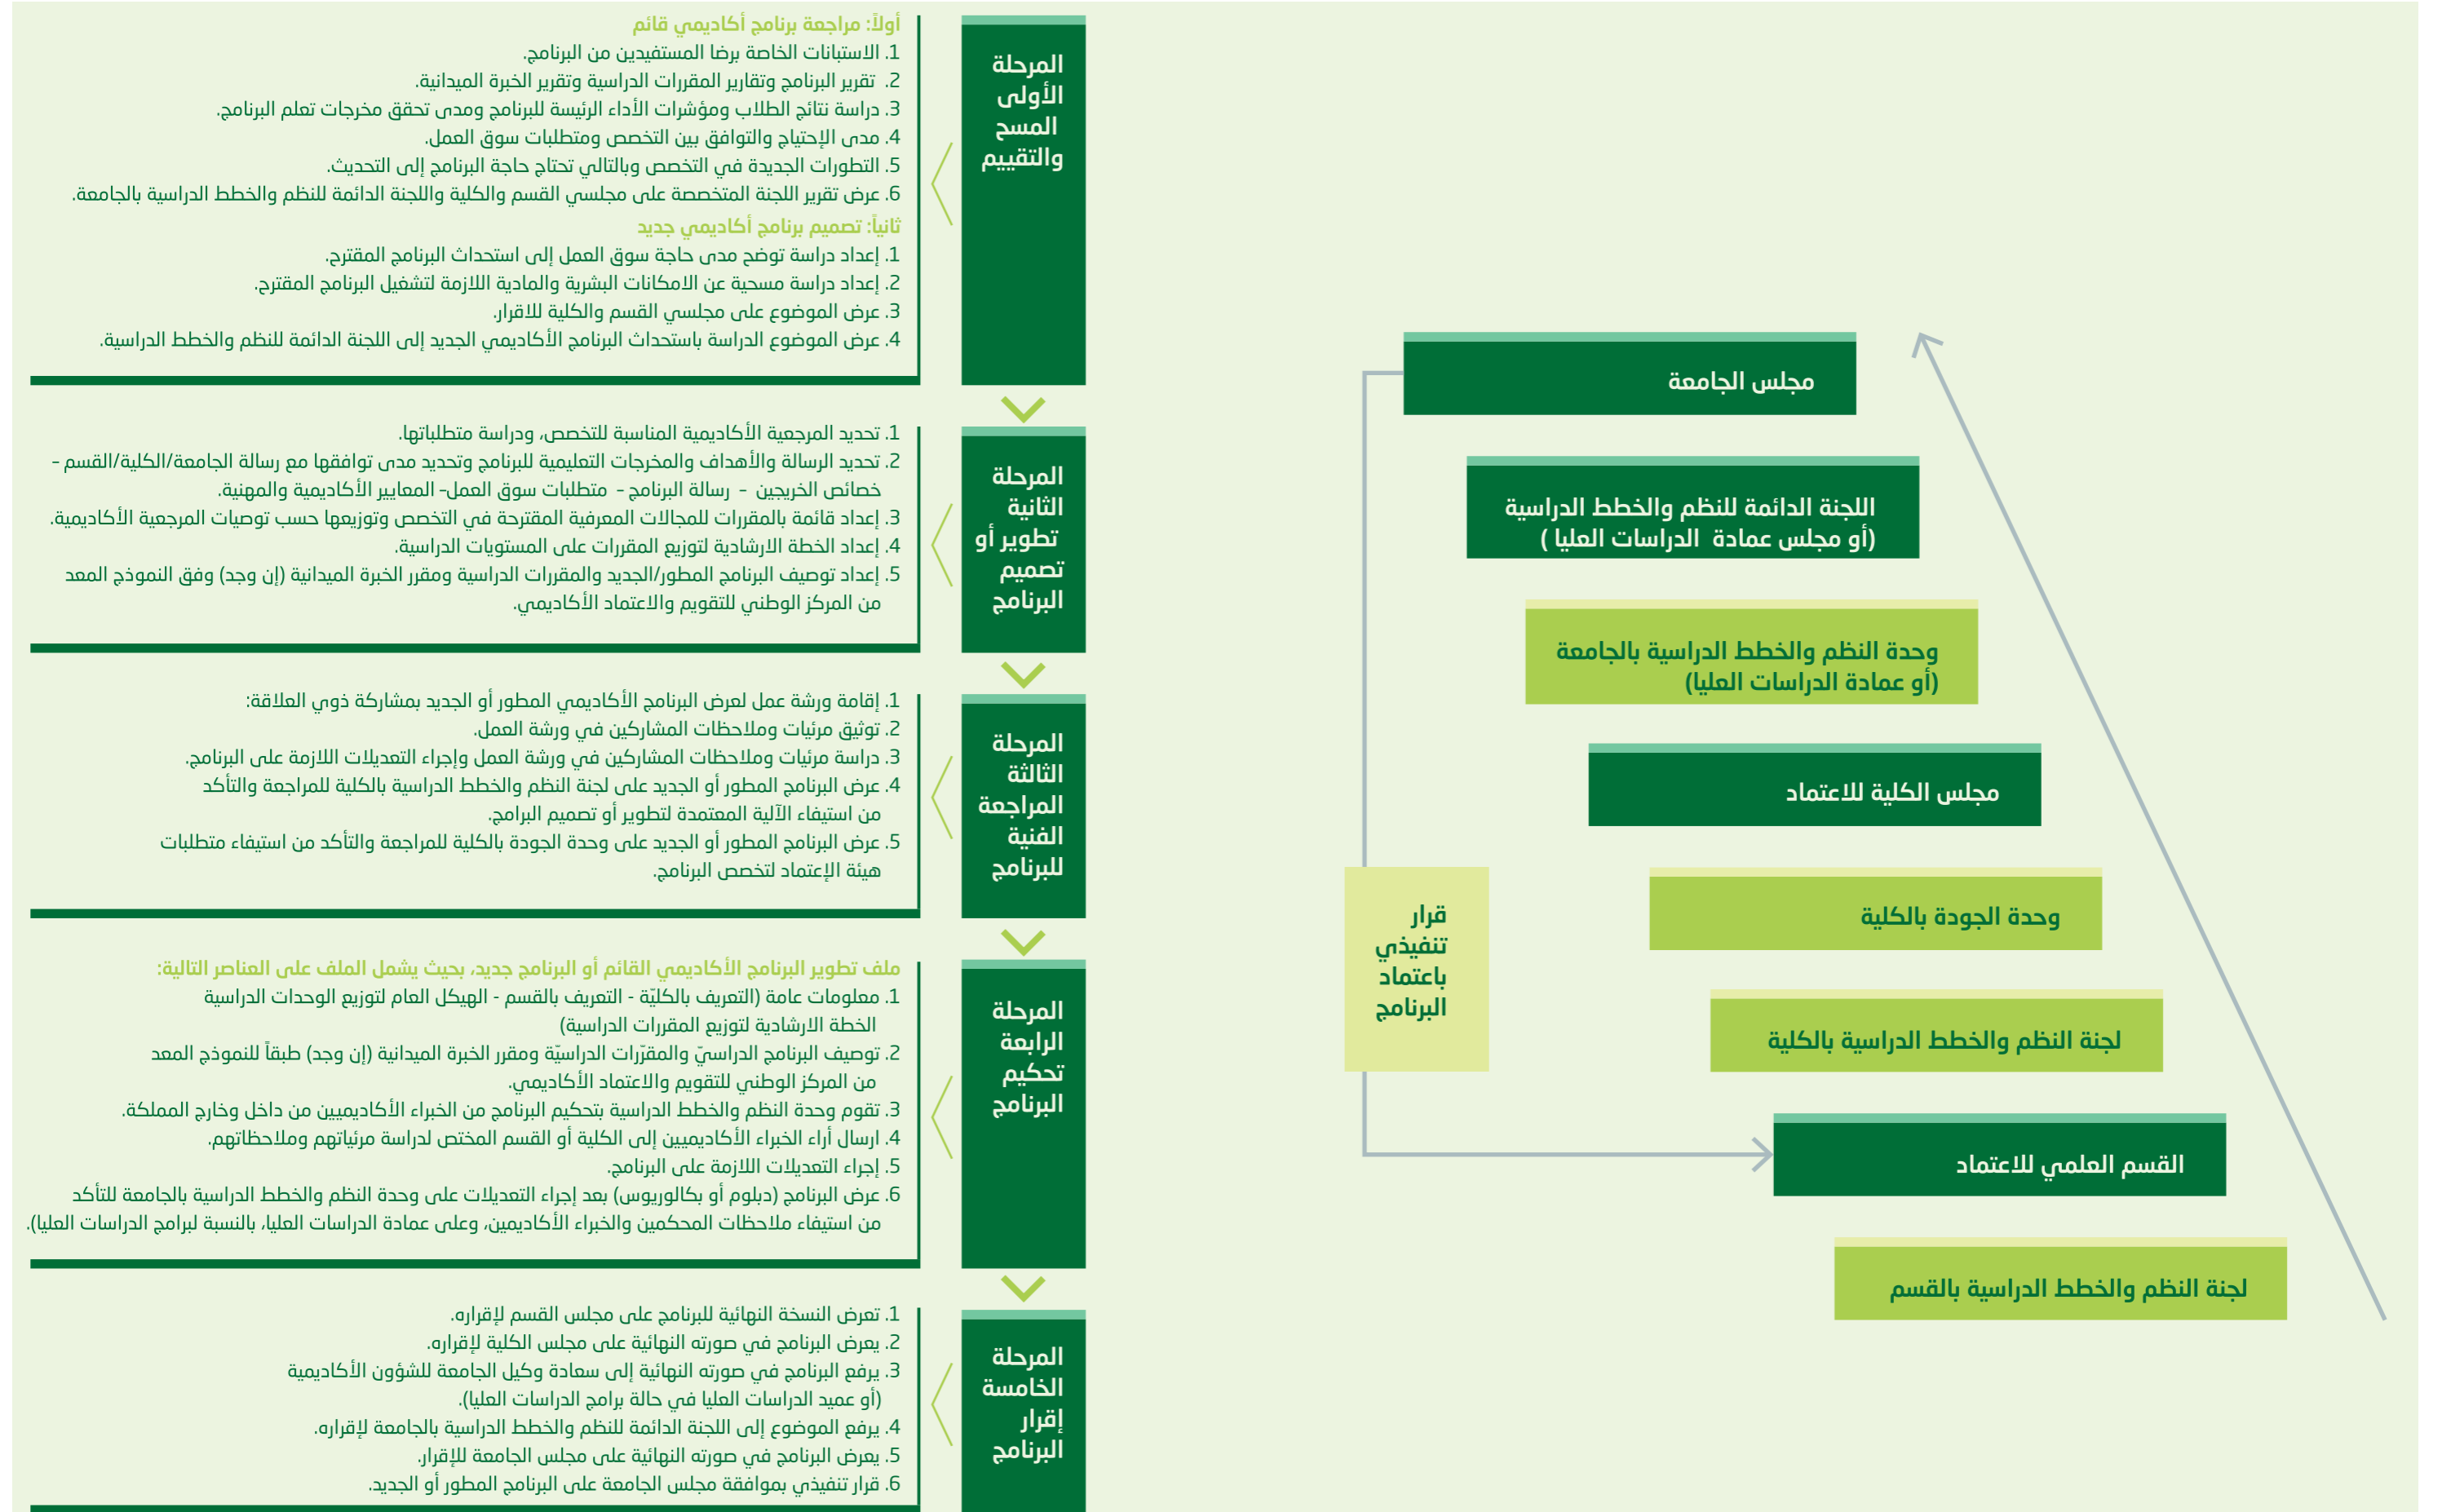 مجلس الجامعة
اللجنة الدائمة للنظم والخطط الدراسية
(أو مجلس عمادة الدراسات العليا )
وحدة النظم والخطط الدراسية بالجامعة
(أو عمادة الدراسات العليا)
مجلس الكلية للاعتماد
وحدة الجودة بالكلية
لجنة النظم والخطط الدراسية بالكلية
القسم العلمي للاعتماد
لجنة النظم والخطط الدراسية بالقسم
قرار
تنفيذي
باعتماد
البرنامج
المرحلة
الأولى
المسح
والتقييم
أولاً: مراجعة برنامج أكاديمي قائم
1. الاستبانات الخاصة برضا المستفيدين من البرنامج.
2. تقرير البرنامج وتقارير المقررات الدراسية وتقرير الخبرة الميدانية.
3. دراسة نتائج الطلاب ومؤشرات الأداء الرئيسة للبرنامج ومدى تحقق مخرجات تعلم البرنامج.
4. مدى الإحتياج والتوافق بين التخصص ومتطلبات سوق العمل.
5. التطورات الجديدة في التخصص وبالتالي تحتاج حاجة البرنامج إلى التحديث.
6. عرض تقرير اللجنة المتخصصة على مجلسي القسم والكلية واللجنة الدائمة للنظم والخطط الدراسية بالجامعة.
ثانياً: تصميم برنامج أكاديمي جديد
1. إعداد دراسة توضح مدى حاجة سوق العمل إلى استحداث البرنامج المقترح.
2. إعداد دراسة مسحية عن الامكانات البشرية والمادية اللازمة لتشغيل البرنامج المقترح.
3. عرض الموضوع على مجلسي القسم والكلية للاقرار.
4. عرض الموضوع الدراسة باستحداث البرنامج الأكاديمي الجديد إلى اللجنة الدائمة للنظم والخطط الدراسية.
المرحلة
الثانية
تطوير أو
تصميم
البرنامج
1. تحديد المرجعية الأكاديمية المناسبة للتخصص، ودراسة متطلباتها.
2. تحديد الرسالة والأهداف والمخرجات التعليمية للبرنامج وتحديد مدى توافقها مع رسالة الجامعة/الكلية/القسم –
خصائص الخريجين – رسالة البرنامج – متطلبات سوق العمل– المعايير الأكاديمية والمهنية.
3. إعداد قائمة بالمقررات للمجالات المعرفية المقترحة في التخصص وتوزيعها حسب توصيات المرجعية الأكاديمية.
4. إعداد الخطة الارشادية لتوزيع المقررات على المستويات الدراسية.
5. إعداد توصيف البرنامج المطور/الجديد والمقررات الدراسية ومقرر الخبرة الميدانية (إن وجد) وفق النموذج المعد
من المركز الوطني للتقويم والاعتماد الأكاديمي.
المرحلة
الثالثة
المراجعة
الفنية
للبرنامج
1. إقامة ورشة عمل لعرض البرنامج الأكاديمي المطور أو الجديد بمشاركة ذوي العلاقة:
2. توثيق مرئيات وملاحظات المشاركين في ورشة العمل.
3. دراسة مرئيات وملاحظات المشاركين في ورشة العمل وإجراء التعديلات اللازمة على البرنامج.
4. عرض البرنامج المطور أو الجديد على لجنة النظم والخطط الدراسية بالكلية للمراجعة والتأكد
من استيفاء الآلية المعتمدة لتطوير أو تصميم البرامج.
5. عرض البرنامج المطور أو الجديد على وحدة الجودة بالكلية للمراجعة والتأكد من استيفاء متطلبات
هيئة الإعتماد لتخصص البرنامج.
المرحلة
الرابعة
تحكيم
البرنامج
ملف تطوير البرنامج الأكاديمي القائم أو البرنامج جديد، بحيث يشمل الملف على العناصر التالية:
1. معلومات عامة (التعريف بالكليّة - التعريف بالقسم - الهيكل العام لتوزيع الوحدات الدراسية
الخطة الارشادية لتوزيع المقررات الدراسية)
2. توصيف البرنامج الدراسيّ والمقرّرات الدراسيّة ومقرر الخبرة الميدانية (إن وجد) طبقاً للنموذج المعد
من المركز الوطني للتقويم والاعتماد الأكاديمي.
3. تقوم وحدة النظم والخطط الدراسية بتحكيم البرنامج من الخبراء الأكاديميين من داخل وخارج المملكة.
4. ارسال أراء الخبراء الأكاديميين إلى الكلية أو القسم المختص لدراسة مرئياتهم وملاحظاتهم.
5. إجراء التعديلات اللازمة على البرنامج.
6. عرض البرنامج (دبلوم أو بكالوريوس) بعد إجراء التعديلات على وحدة النظم والخطط الدراسية بالجامعة للتأكد
من استيفاء ملاحظات المحكمين والخبراء الأكاديمين، وعلى عمادة الدراسات العليا، بالنسبة لبرامج الدراسات العليا).
المرحلة
الخامسة
إقرار
البرنامج
1. تعرض النسخة النهائية للبرنامج على مجلس القسم لإقراره.
2. يعرض البرنامج في صورته النهائية على مجلس الكلية لإقراره.
3. يرفع البرنامج في صورته النهائية إلى سعادة وكيل الجامعة للشؤون الأكاديمية
(أو عميد الدراسات العليا في حالة برامج الدراسات العليا).
4. يرفع الموضوع إلى اللجنة الدائمة للنظم والخطط الدراسية بالجامعة لإقراره.
5. يعرض البرنامج في صورته النهائية على مجلس الجامعة للإقرار.
6. قرار تنفيذي بموافقة مجلس الجامعة على البرنامج المطور أو الجديد.